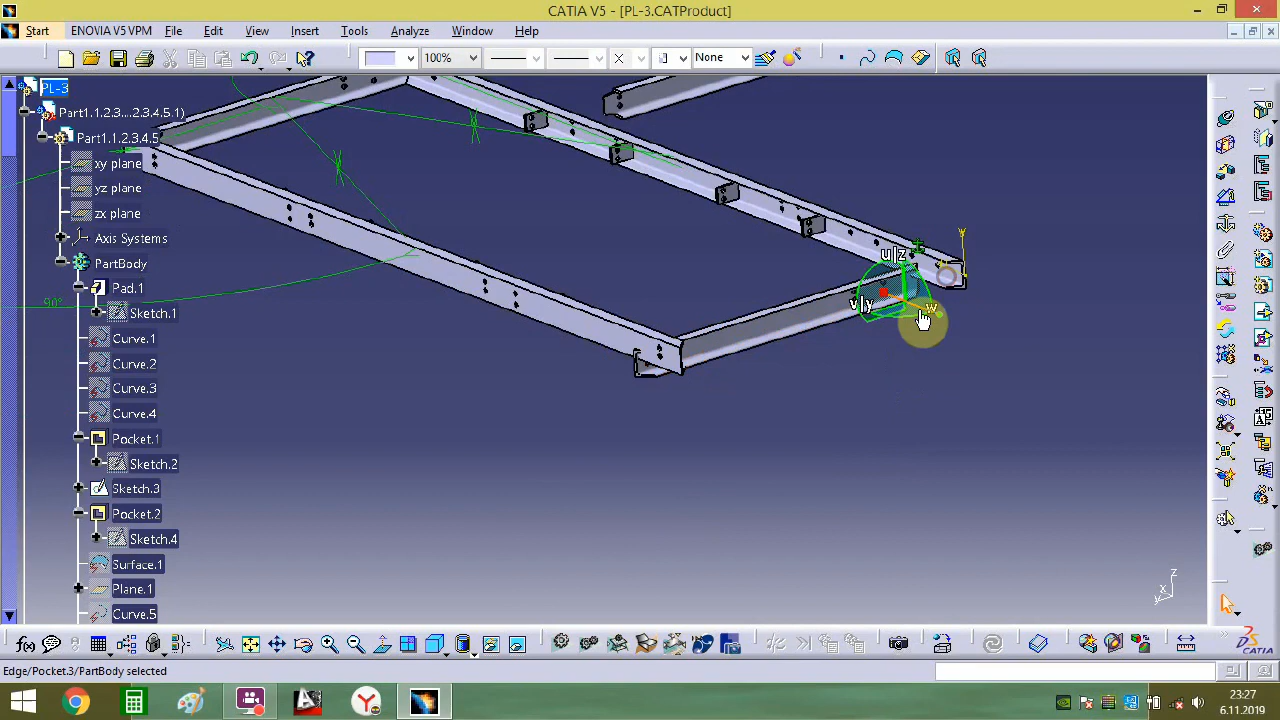 CATIA V5 - [PL-3.CATProduct]
Start ENOVIA V5 VPM File Edit View Insert Tools Analyze Window Help
100% None
PL-3
Part1.1.2.3....2.3.4.5.1)
Part1.1.2.3.4.5
xy plane
yz plane
zx plane
Axis Systems
PartBody
Pad.1
Sketch.1
Curve.1
Curve.2
Curve.3
Curve.4
Pocket.1
Sketch.2
Sketch.3
Pocket.2
Sketch.4
Surface.1
Plane.1
Curve.5
90°
u|z
v|y
w
y
z
x
y
CATIA
Edge/Pocket.3/PartBody selected
23:27
6.11.2019